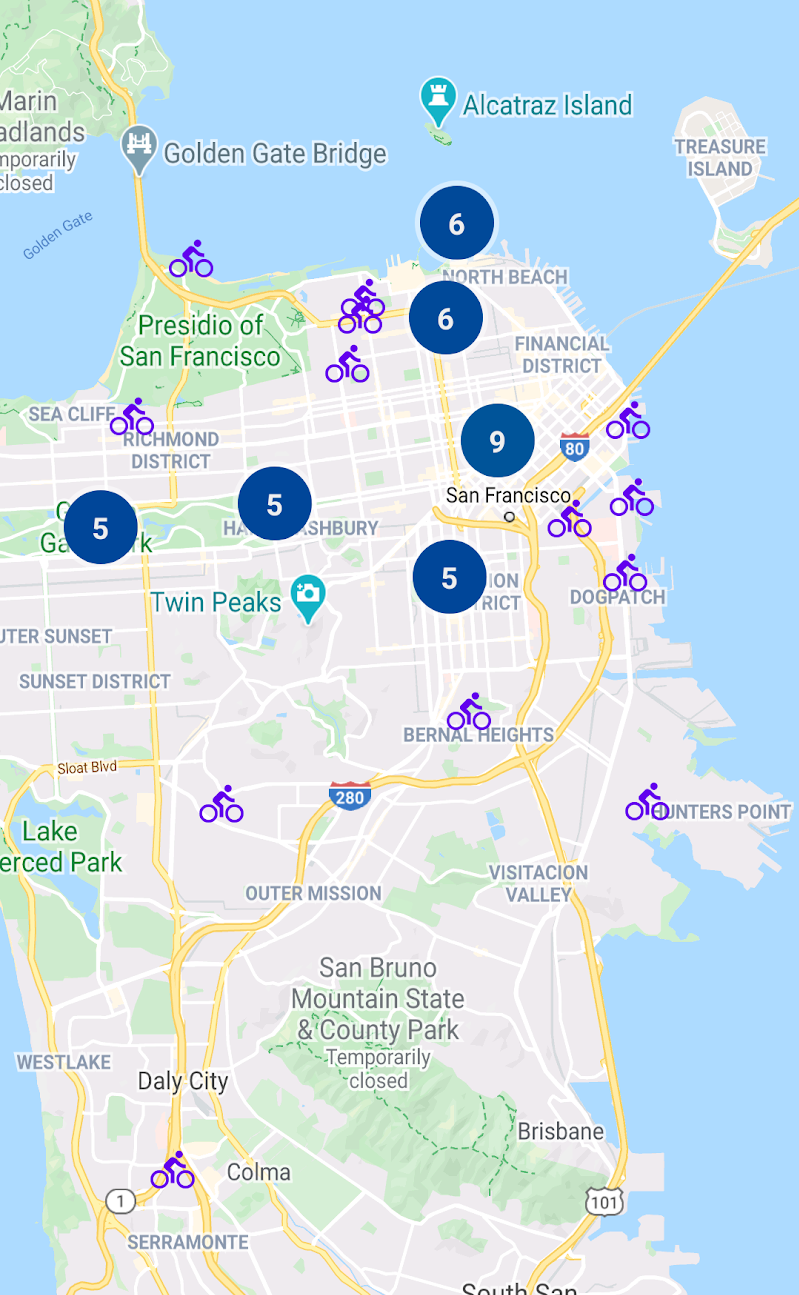 Marin
adlands
mporarily
closed
Alcatraz Island
Golden Gate Bridge
TREASURE
ISLAND
Golden Gate
6
NORTH BEACH
6
Presidio of
San Francisco
FINANCIAL
DISTRICT
SEA CLIFF
RICHMOND
DISTRICT
9
80
San Francisco
5
5
HA
ASHBURY
G
Ga
rk
5
ION
TRICT
Twin Peaks
DOGPATCH
UTER SUNSET
SUNSET DISTRICT
BERNAL HEIGHTS
Sloat Blvd
280
HUNTERS POINT
Lake
erced Park
VISITACION
VALLEY
OUTER MISSION
San Bruno
Mountain State
& County Park
Temporarily
closed
WESTLAKE
Daly City
Brisbane
Colma
1
101
SERRAMONTE
South San